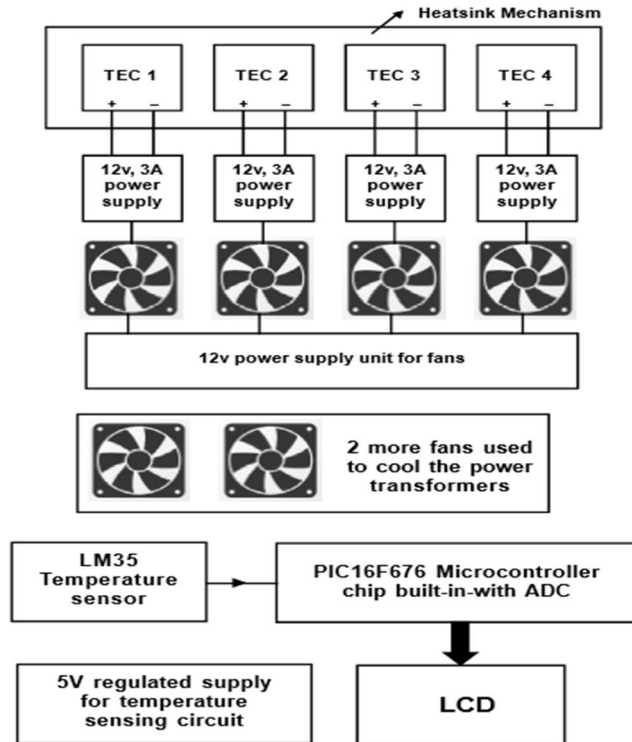 Heatsink Mechanism
TEC 1
TEC 2
TEC 3
TEC 4
+ –
+ –
+ –
+ –
12v, 3A
power
supply
12v, 3A
power
supply
12v, 3A
power
supply
12v, 3A
power
supply
12v power supply unit for fans
2 more fans used
to cool the power
transformers
LM35
Temperature
sensor
PIC16F676 Microcontroller
chip built-in-with ADC
5V regulated supply
for temperature
sensing circuit
LCD